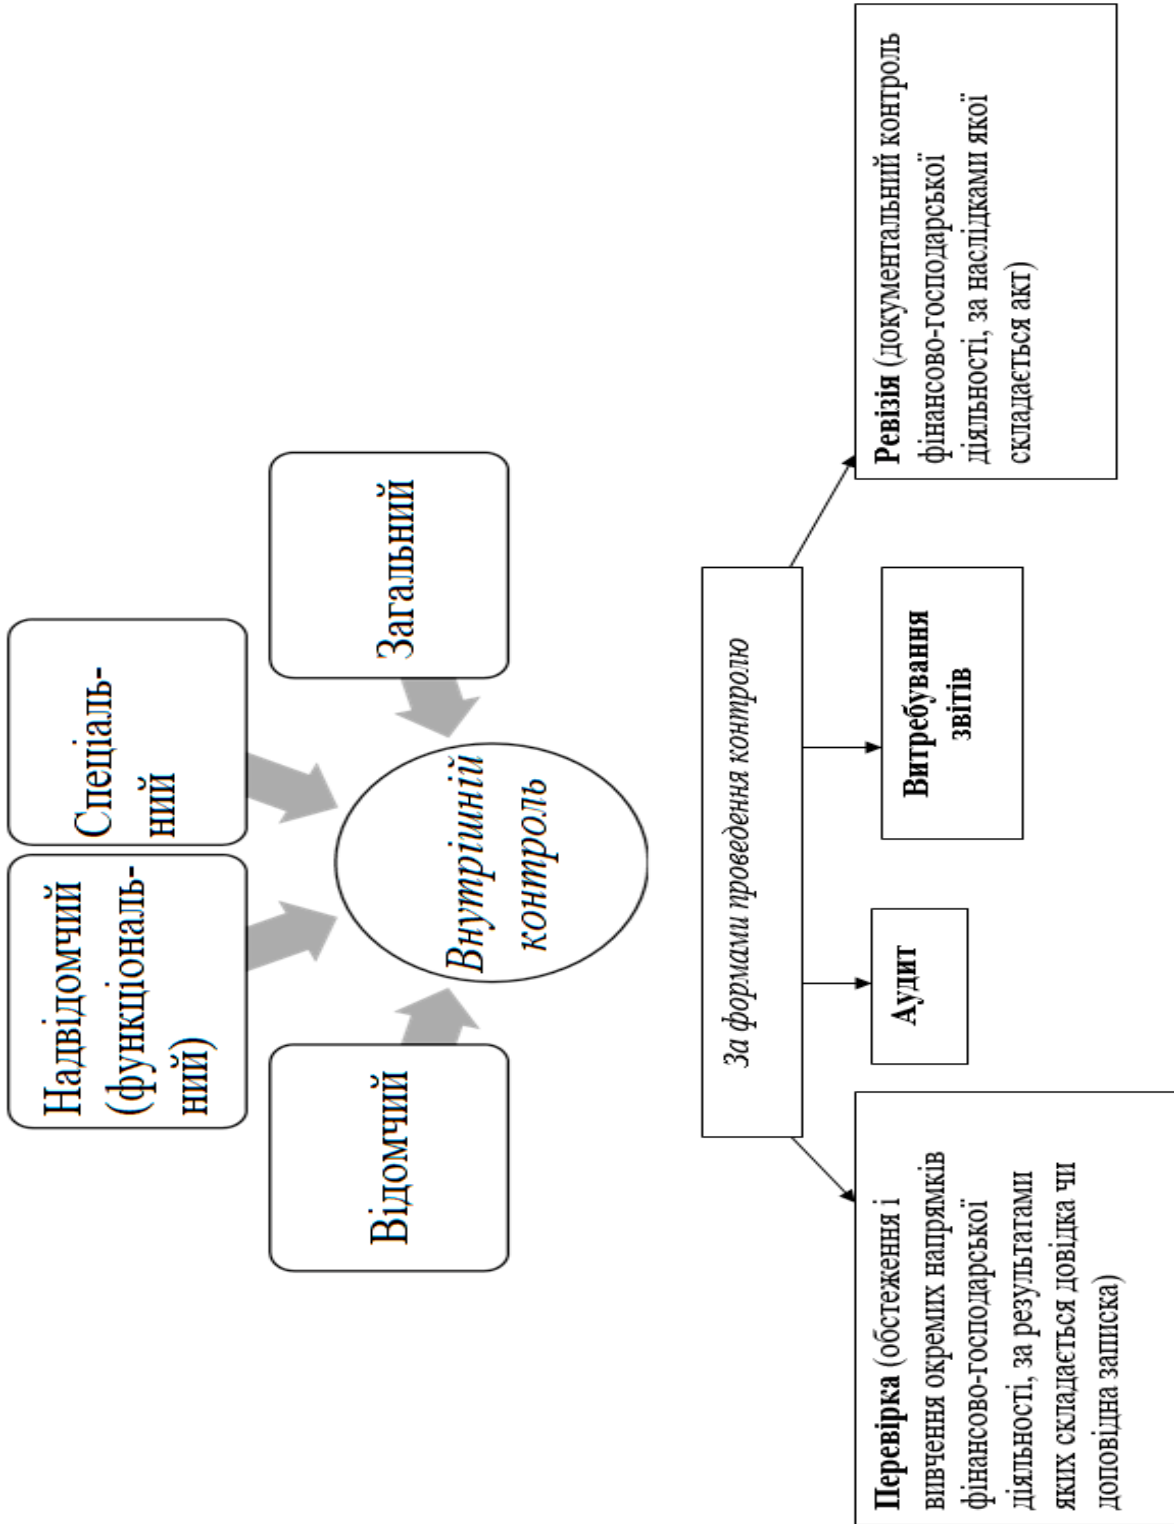 Надвідомчий
(функціональ-
ний)
Спеціаль-
ний
Відомчий
Загальний
Внутрішній
контроль
За формами проведення контролю
Перевірка (обстеження і
вивчення окремих напрямків
фінансово-господарської
діяльності, за результатами
яких складається довідка чи
доповідна записка)
Аудит
Витребування
звітів
Ревізія (документальний контроль
фінансово-господарської
діяльності, за наслідками якої
складається акт)